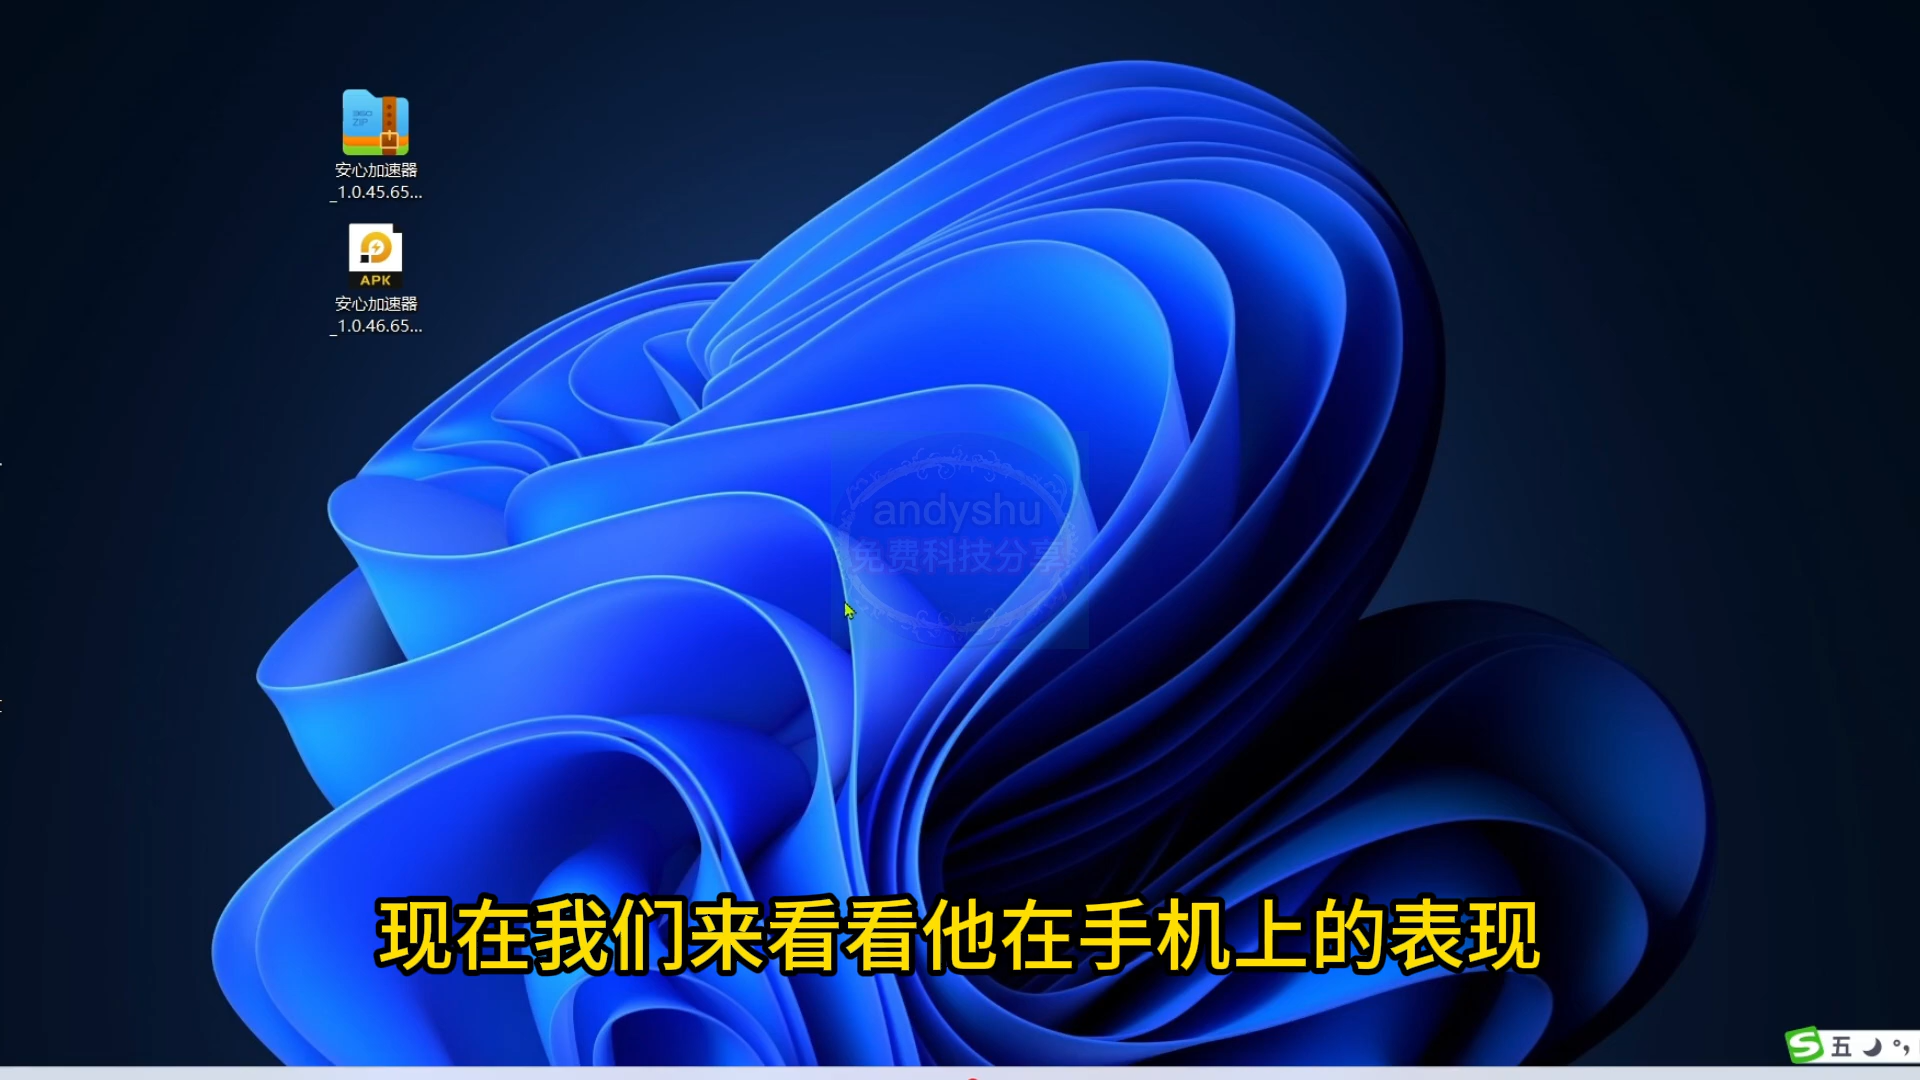 360
ZIP
安心加速器
_1.0.45.65...
APK
安心加速器
_1.0.46.65...
andyshu
免费科技分享
现在我们来看看他在手机上的表现
S 五